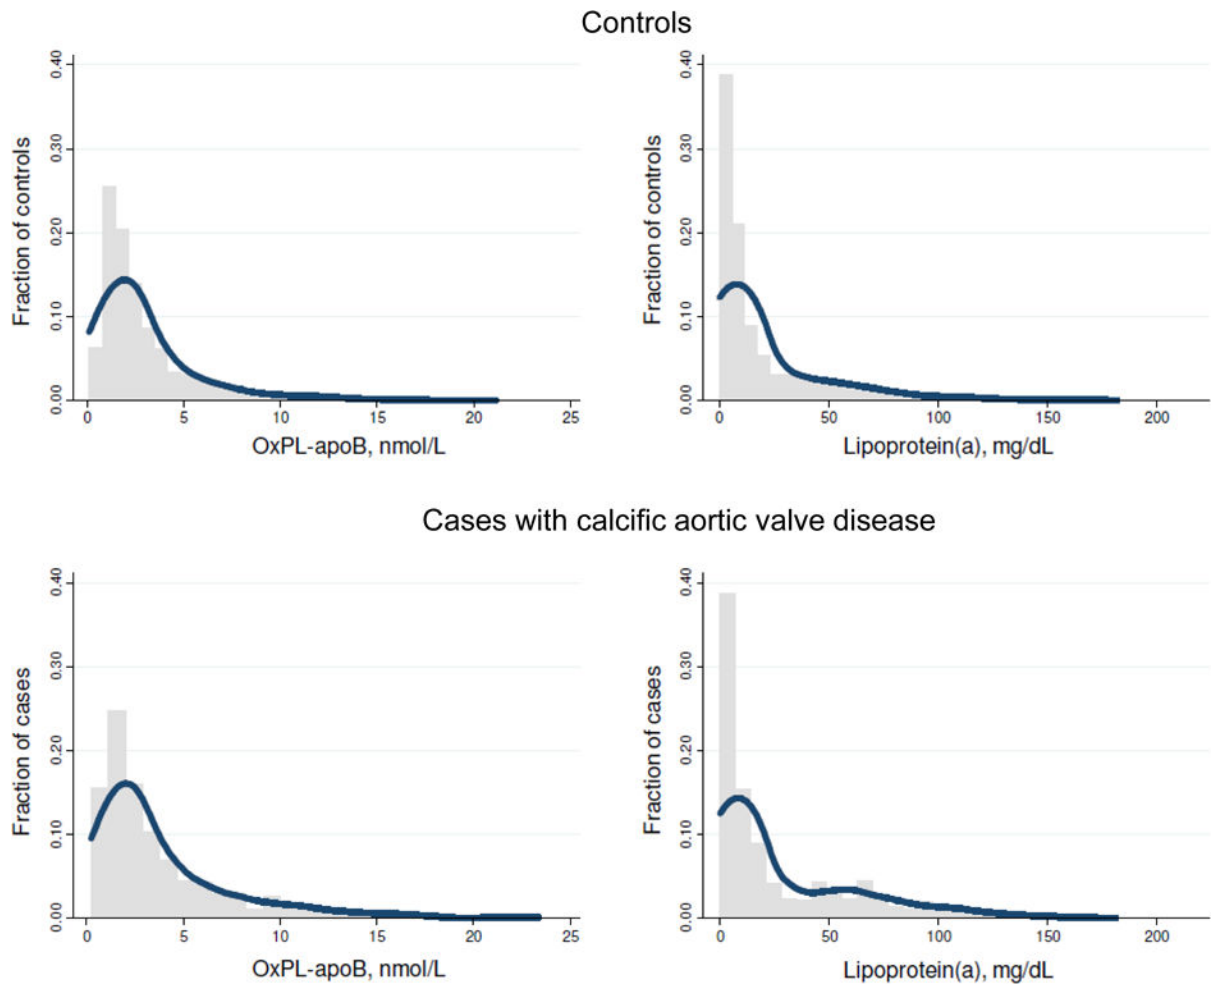 Controls
Fraction of controls
0.00 0.10 0.20 0.30 0.40
0 5 10 15 20 25
OxPL-apoB, nmol/L
Fraction of controls
0.00 0.10 0.20 0.30 0.40
0 50 100 150 200
Lipoprotein(a), mg/dL
Cases with calcific aortic valve disease
Fraction of cases
0.00 0.10 0.20 0.30 0.40
0 5 10 15 20 25
OxPL-apoB, nmol/L
Fraction of cases
0.00 0.10 0.20 0.30 0.40
0 50 100 150 200
Lipoprotein(a), mg/dL